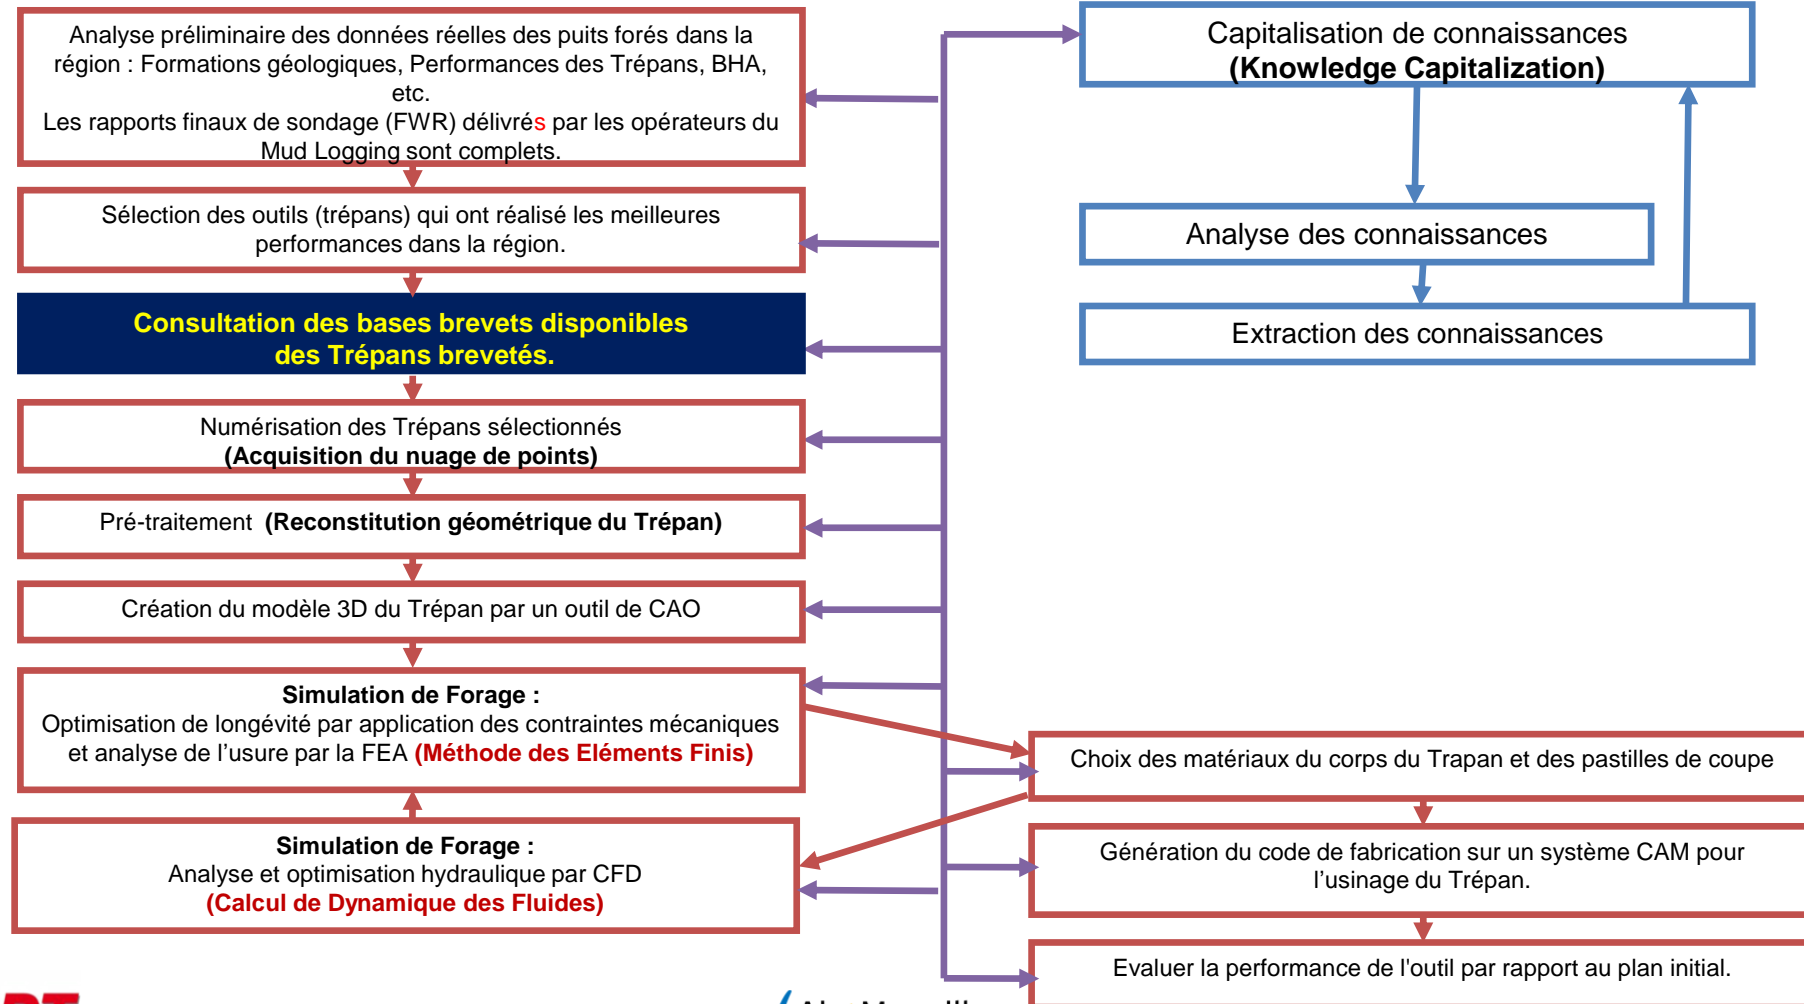 Analyse préliminaire des données réelles des puits forés dans la
région : Formations géologiques, Performances des Trépans, BHA,
etc.
Les rapports finaux de sondage (FWR) délivrés par les opérateurs du
Mud Logging sont complets.
Sélection des outils (trépans) qui ont réalisé les meilleures
performances dans la région.
Consultation des bases brevets disponibles
des Trépans brevetés.
Numérisation des Trépans sélectionnés
(Acquisition du nuage de points)
Pré-traitement (Reconstitution géométrique du Trépan)
Création du modèle 3D du Trépan par un outil de CAO
Simulation de Forage :
Optimisation de longévité par application des contraintes mécaniques
et analyse de l'usure par la FEA (Méthode des Eléments Finis)
Simulation de Forage :
Analyse et optimisation hydraulique par CFD
(Calcul de Dynamique des Fluides)
Capitalisation de connaissances
(Knowledge Capitalization)
Analyse des connaissances
Extraction des connaissances
Choix des matériaux du corps du Trapan et des pastilles de coupe
Génération du code de fabrication sur un système CAM pour
l'usinage du Trépan.
Evaluer la performance de l'outil par rapport au plan initial.